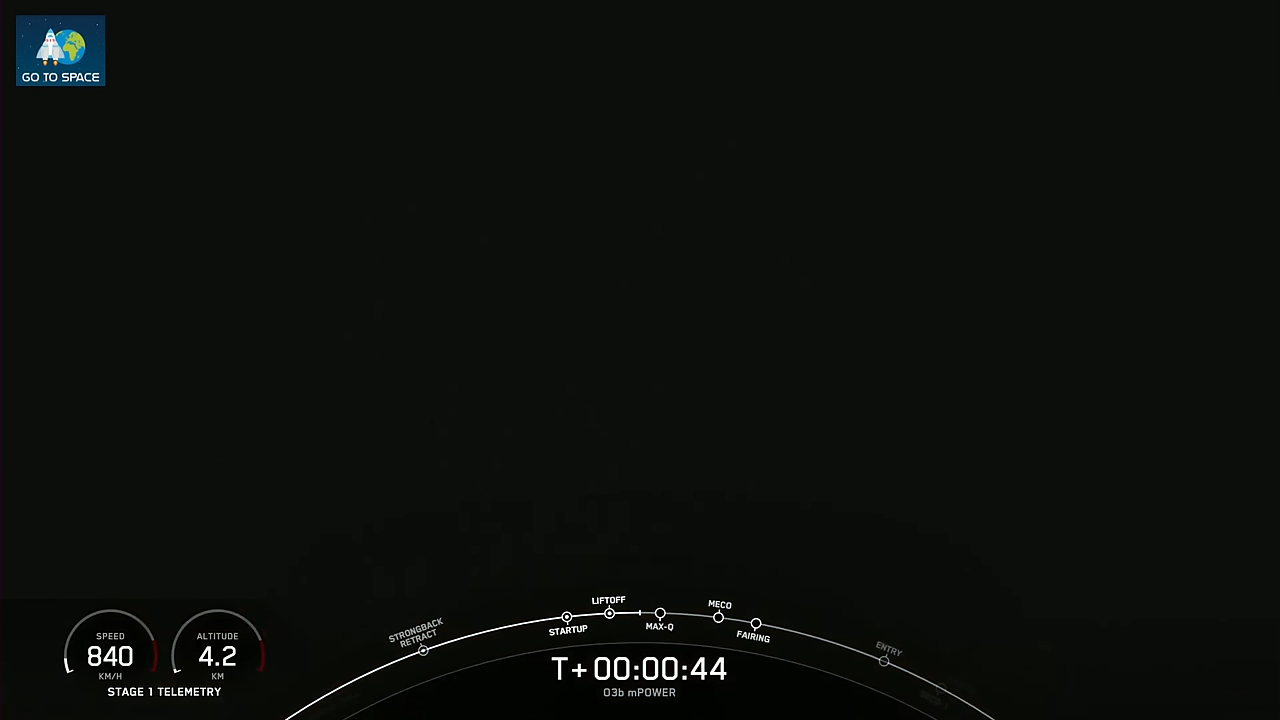 GO TO SPACE
LIFTOFF
MECO
STRONGBACK
RETRACT
STARTUP
MAX-Q
FAIRING
ENTRY
SPEED
840
KM/H
ALTITUDE
4.2
KM
STAGE 1 TELEMETRY
T+00:00:44
O3b mPOWER